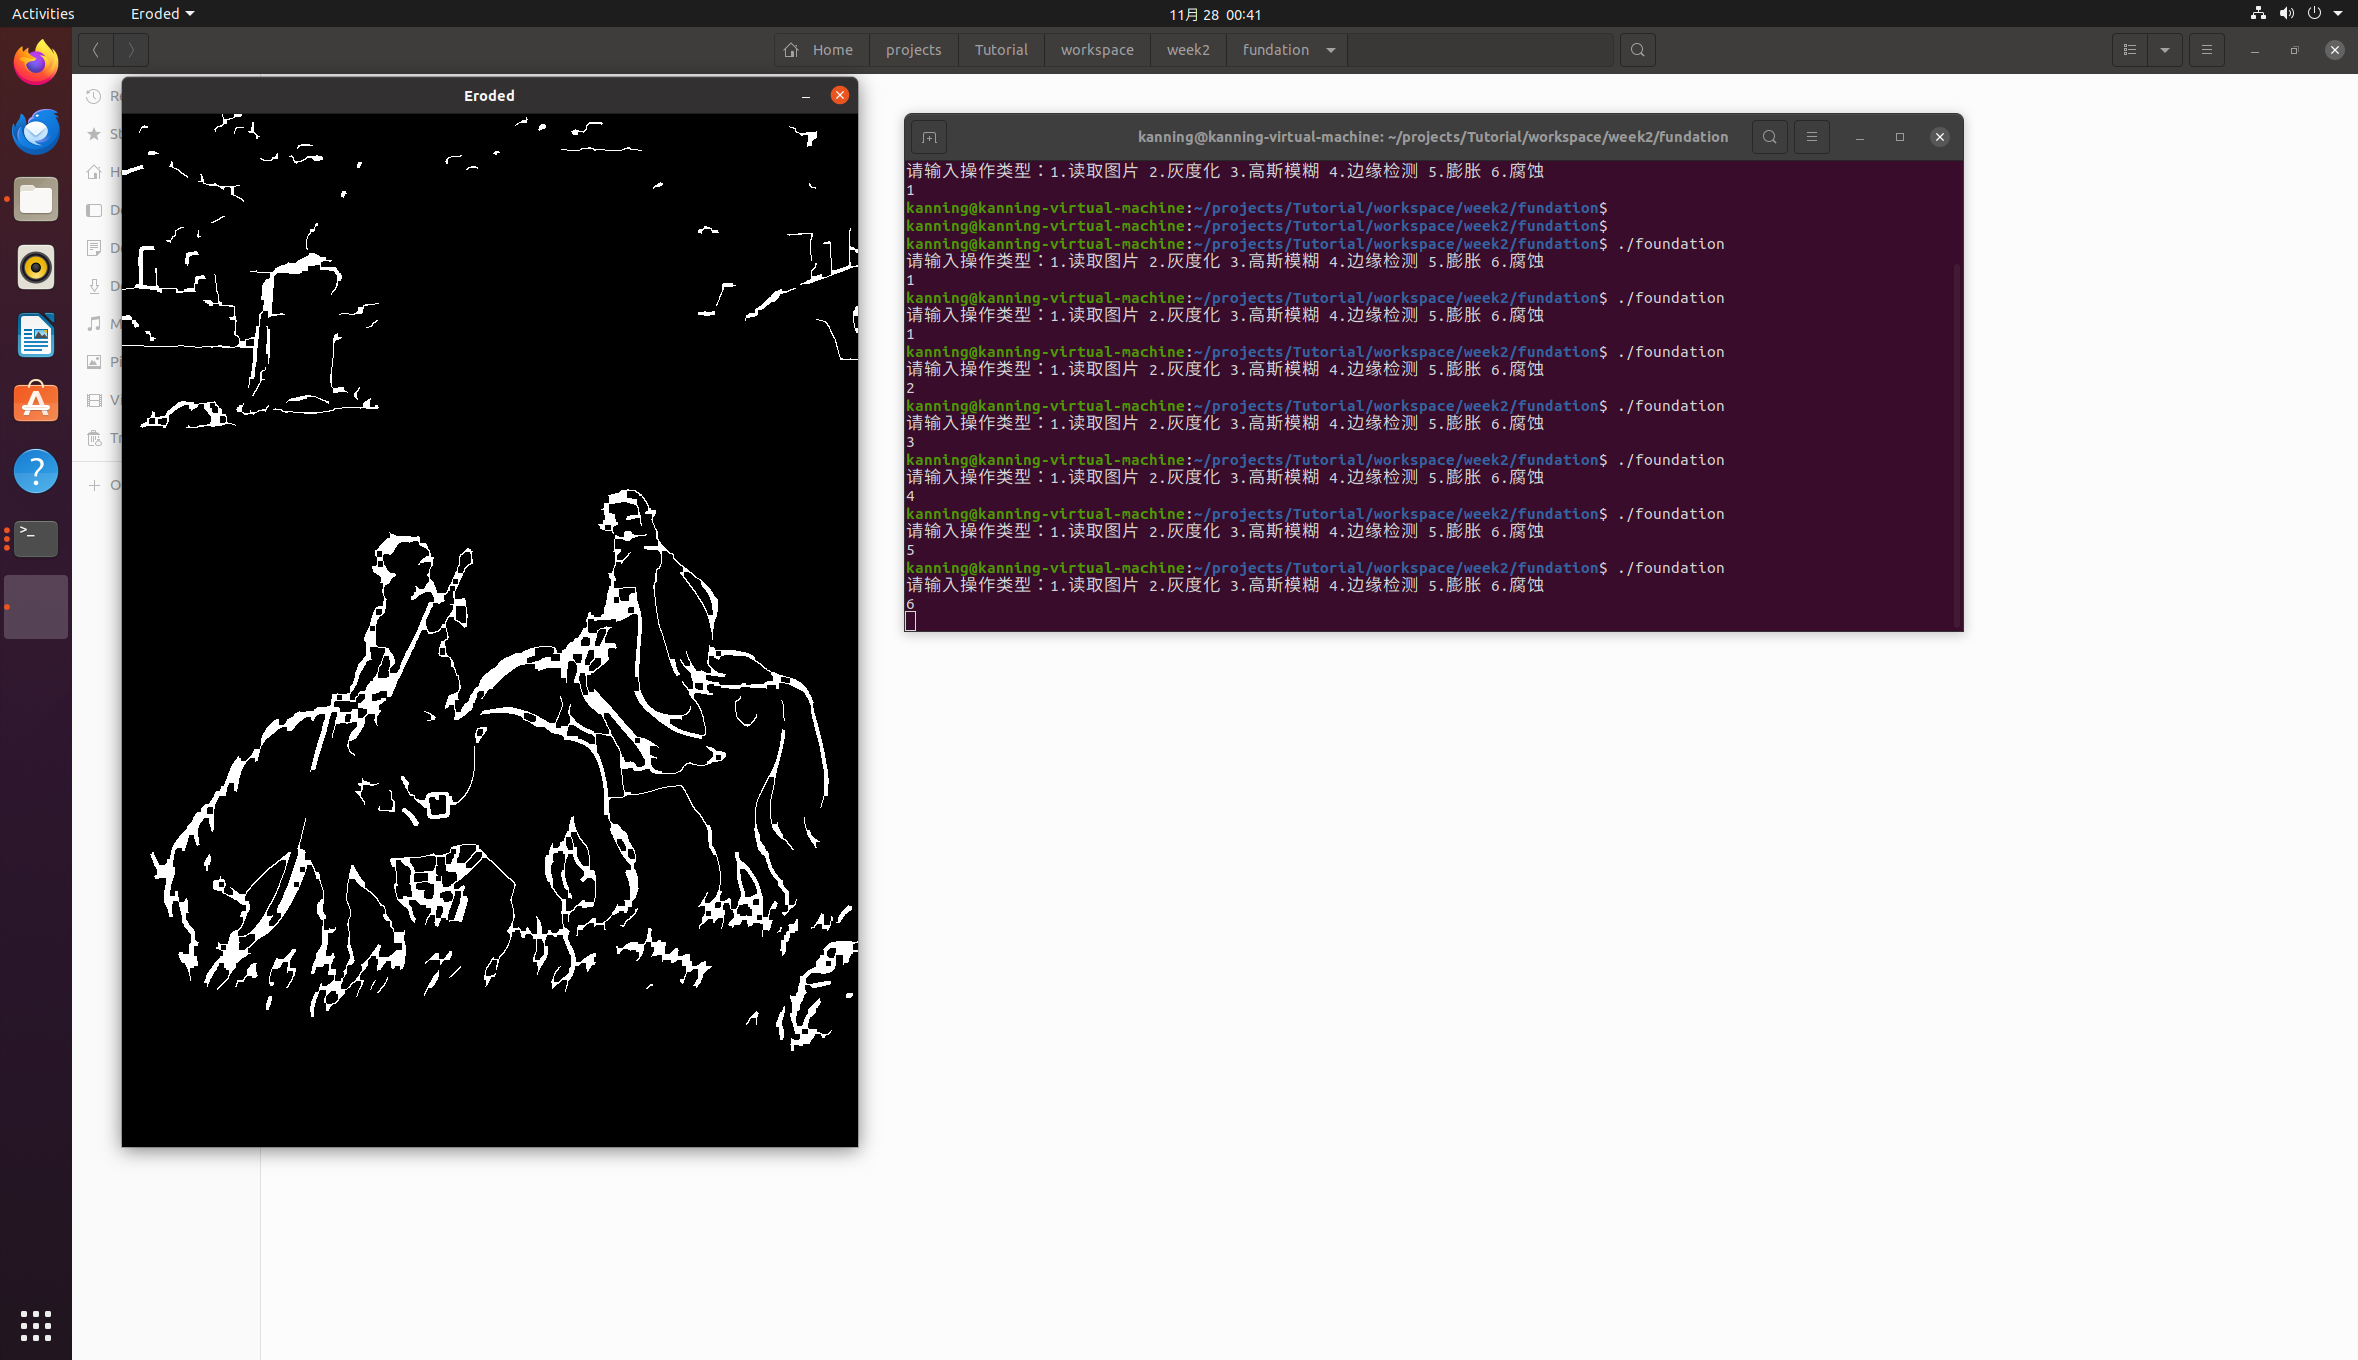 Activities
Eroded
11月 28 00:41
Home
projects
Tutorial
workspace
week2
fundation
Eroded
kanning@kanning-virtual-machine: ~/projects/Tutorial/workspace/week2/fundation
请输入操作类型：1.读取图片 2.灰度化 3.高斯模糊 4.边缘检测 5.膨胀 6.腐蚀
1
kanning@kanning-virtual-machine:~/projects/Tutorial/workspace/week2/fundation$
kanning@kanning-virtual-machine:~/projects/Tutorial/workspace/week2/fundation$
kanning@kanning-virtual-machine:~/projects/Tutorial/workspace/week2/fundation$ ./foundation
请输入操作类型：1.读取图片 2.灰度化 3.高斯模糊 4.边缘检测 5.膨胀 6.腐蚀
1
kanning@kanning-virtual-machine:~/projects/Tutorial/workspace/week2/fundation$ ./foundation
请输入操作类型：1.读取图片 2.灰度化 3.高斯模糊 4.边缘检测 5.膨胀 6.腐蚀
1
kanning@kanning-virtual-machine:~/projects/Tutorial/workspace/week2/fundation$ ./foundation
请输入操作类型：1.读取图片 2.灰度化 3.高斯模糊 4.边缘检测 5.膨胀 6.腐蚀
2
kanning@kanning-virtual-machine:~/projects/Tutorial/workspace/week2/fundation$ ./foundation
请输入操作类型：1.读取图片 2.灰度化 3.高斯模糊 4.边缘检测 5.膨胀 6.腐蚀
3
kanning@kanning-virtual-machine:~/projects/Tutorial/workspace/week2/fundation$ ./foundation
请输入操作类型：1.读取图片 2.灰度化 3.高斯模糊 4.边缘检测 5.膨胀 6.腐蚀
4
kanning@kanning-virtual-machine:~/projects/Tutorial/workspace/week2/fundation$ ./foundation
请输入操作类型：1.读取图片 2.灰度化 3.高斯模糊 4.边缘检测 5.膨胀 6.腐蚀
5
kanning@kanning-virtual-machine:~/projects/Tutorial/workspace/week2/fundation$ ./foundation
请输入操作类型：1.读取图片 2.灰度化 3.高斯模糊 4.边缘检测 5.膨胀 6.腐蚀
6